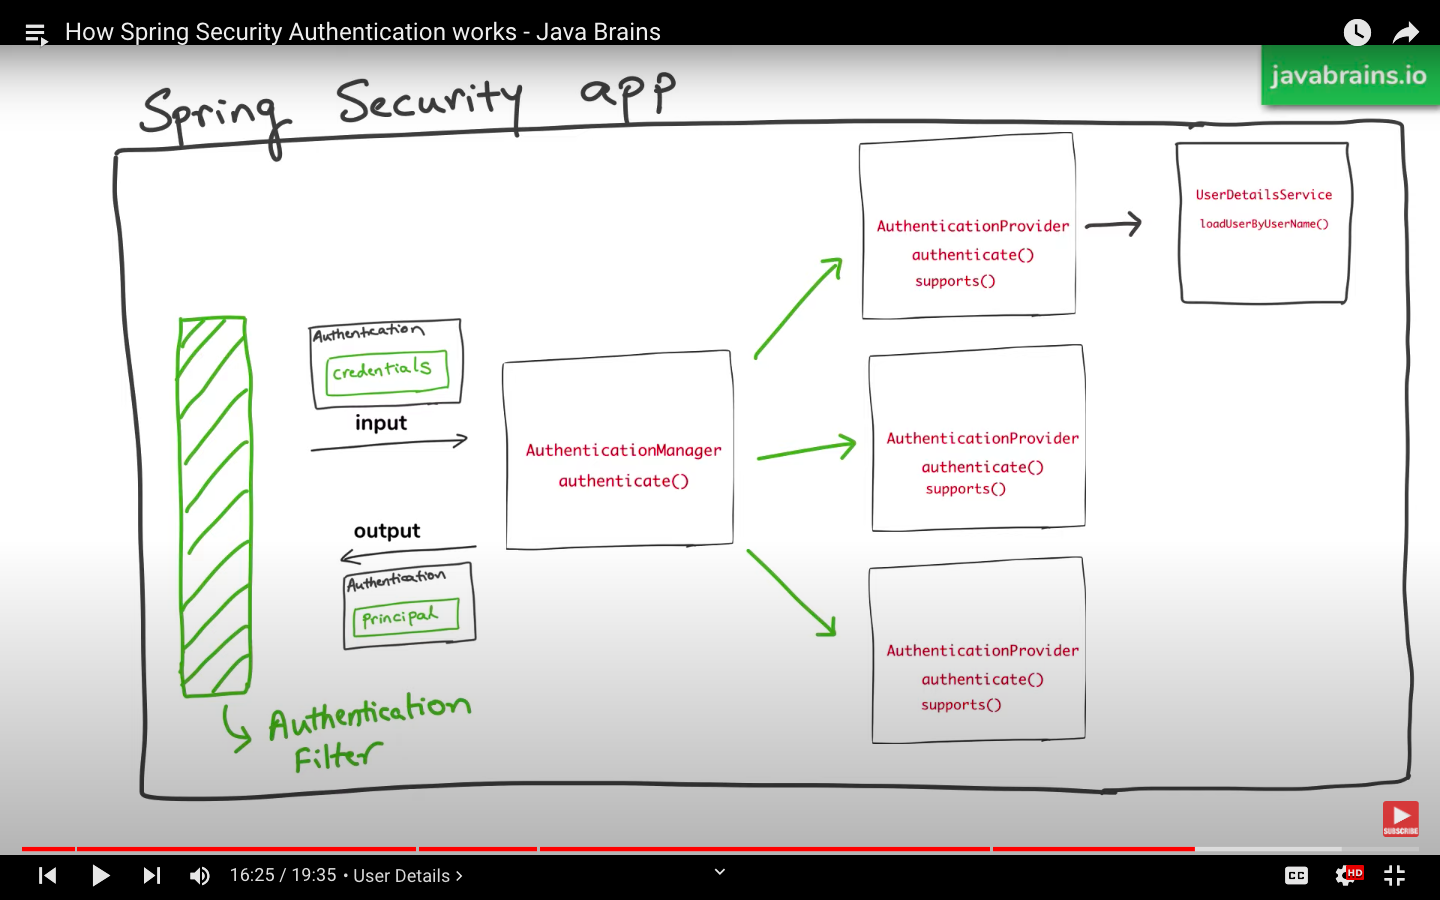 How Spring Security Authentication works - Java Brains
javabrains.io
Spring Security app
AuthenticationProvider
authenticate()
supports()
UserDetailsService
loadUserByUserName()
Authentication
credentials
input
AuthenticationManager
authenticate()
output
Authentication
principal
AuthenticationProvider
authenticate()
supports()
AuthenticationProvider
authenticate()
supports()
Authentication
Filter
SUBSCRIBE
16:25 / 19:35 • User Details >
CC
HD